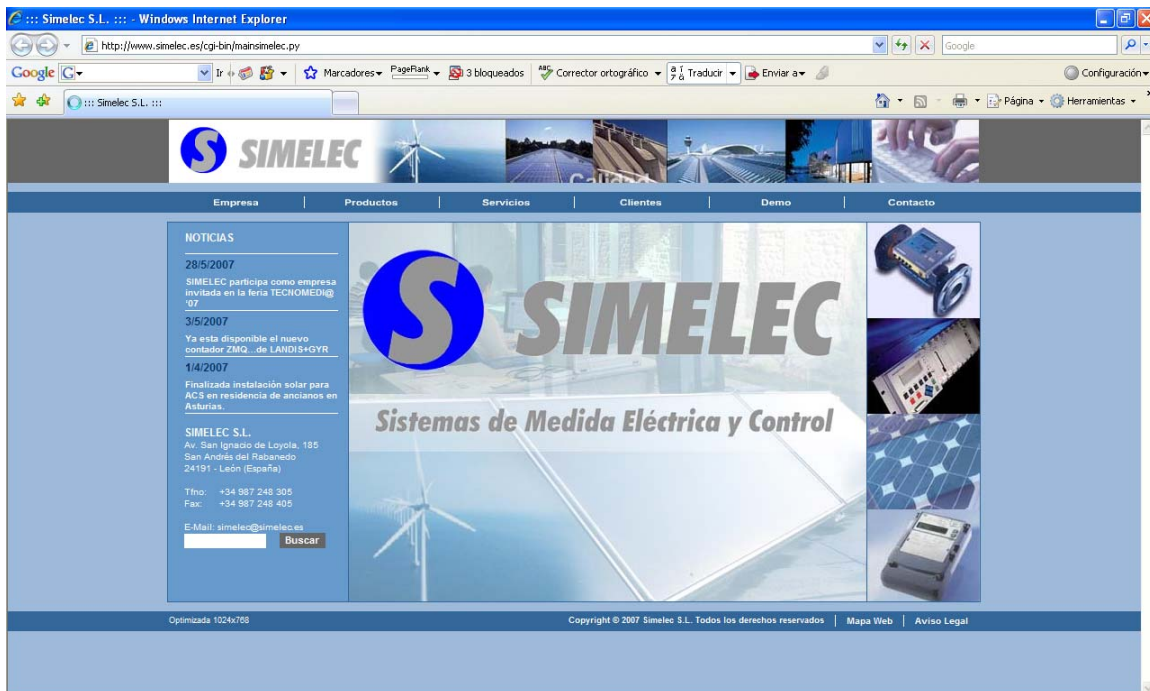 ::: Simelec S.L. ::: - Windows Internet Explorer
http://www.simelec.es/cgi-bin/mainsimelec.py
Google
Google G
Ir
Marcadores
PageRank
3 bloqueados
Corrector ortográfico
Traducir
Enviar a
Configuración
::: Simelec S.L. :::
Página
Herramientas
S SIMELEC
Calidad
Empresa | Productos | Servicios | Clientes | Demo | Contacto
NOTICIAS
28/5/2007
SIMELEC participa como empresa
invitada en la feria TECNOMEDI@
'07
3/5/2007
Ya esta disponible el nuevo
contador ZMQ...de LANDIS+GYR
1/4/2007
Finalizada instalación solar para
ACS en residencia de ancianos en
Asturias.
SIMELEC S.L.
Av. San Ignacio de Loyola, 185
San Andrés del Rabanedo
24191 - León (España)
Tfno: +34 987 248 305
Fax: +34 987 248 405
E-Mail: simelec@simelec.es
Buscar
S SIMELEC
Sistemas de Medida Eléctrica y Control
Optimizada 1024x768
Copyright © 2007 Simelec S.L. Todos los derechos reservados | Mapa Web | Aviso Legal